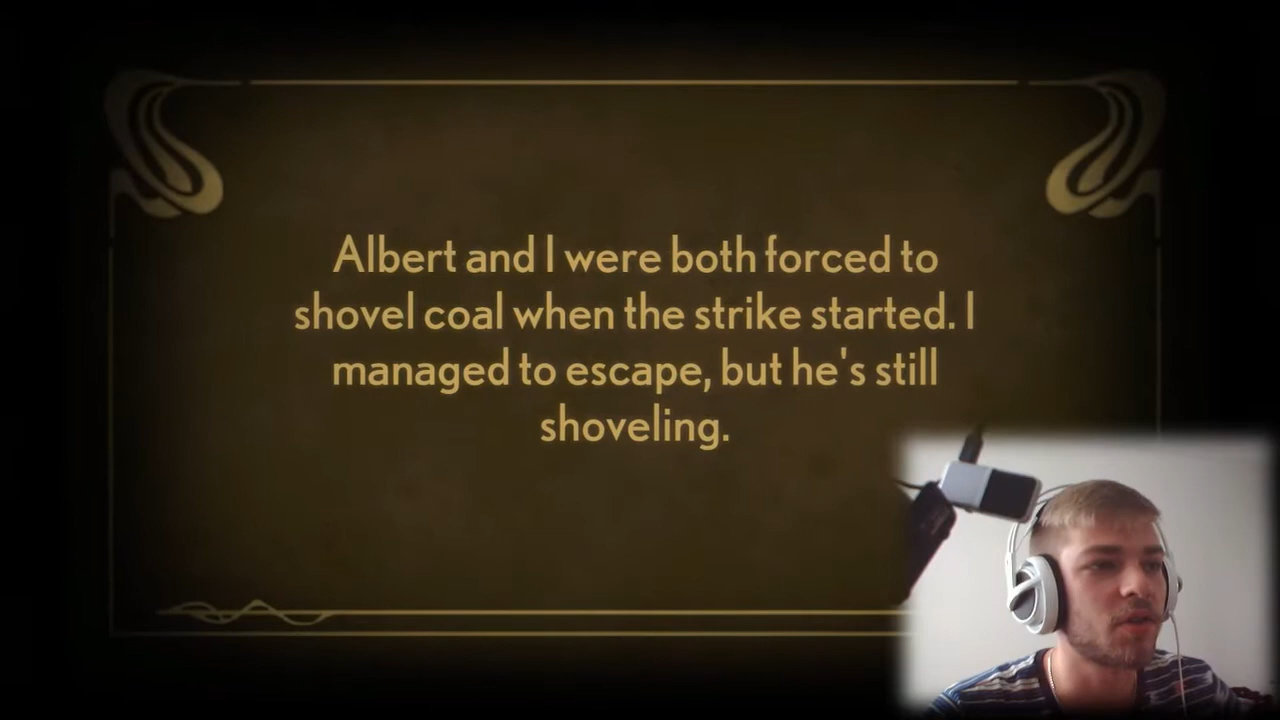 Albert and I were both forced to
shovel coal when the strike started. I
managed to escape, but he's still
shoveling.